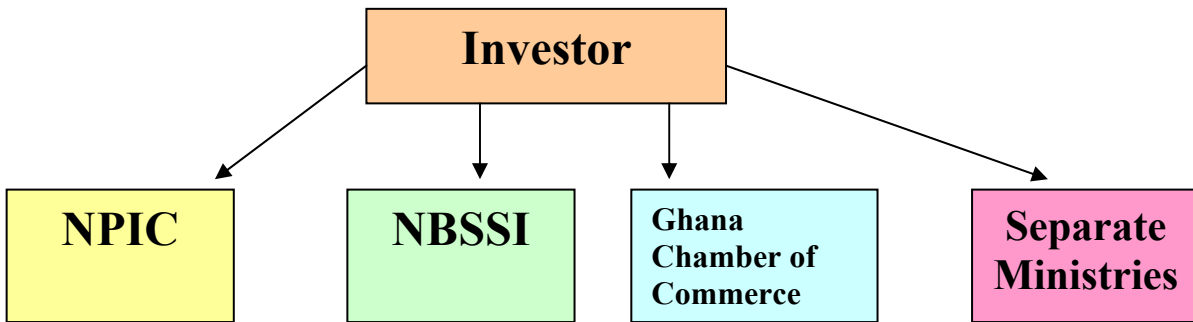 Investor
NPIC
NBSSI
Ghana
Chamber of
Commerce
Separate
Ministries